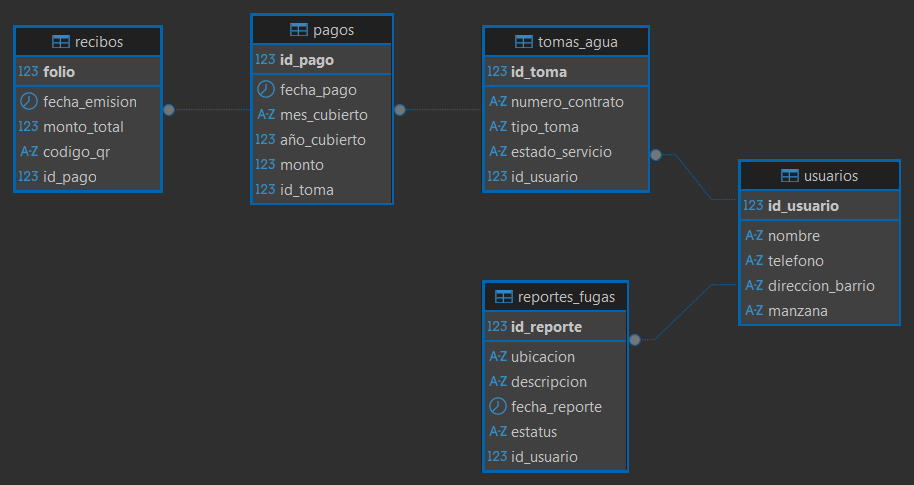 recibos
123 folio
fecha_emision
123 monto_total
A-Z codigo_qr
123 id_pago
pagos
123 id_pago
fecha_pago
A-Z mes_cubierto
123 año_cubierto
123 monto
123 id_toma
tomas_agua
123 id_toma
A-Z numero_contrato
A-Z tipo_toma
A-Z estado_servicio
123 id_usuario
usuarios
123 id_usuario
A-Z nombre
A-Z telefono
A-Z direccion_barrio
A-Z manzana
reportes_fugas
123 id_reporte
A-Z ubicacion
A-Z descripcion
fecha_reporte
A-Z estatus
123 id_usuario